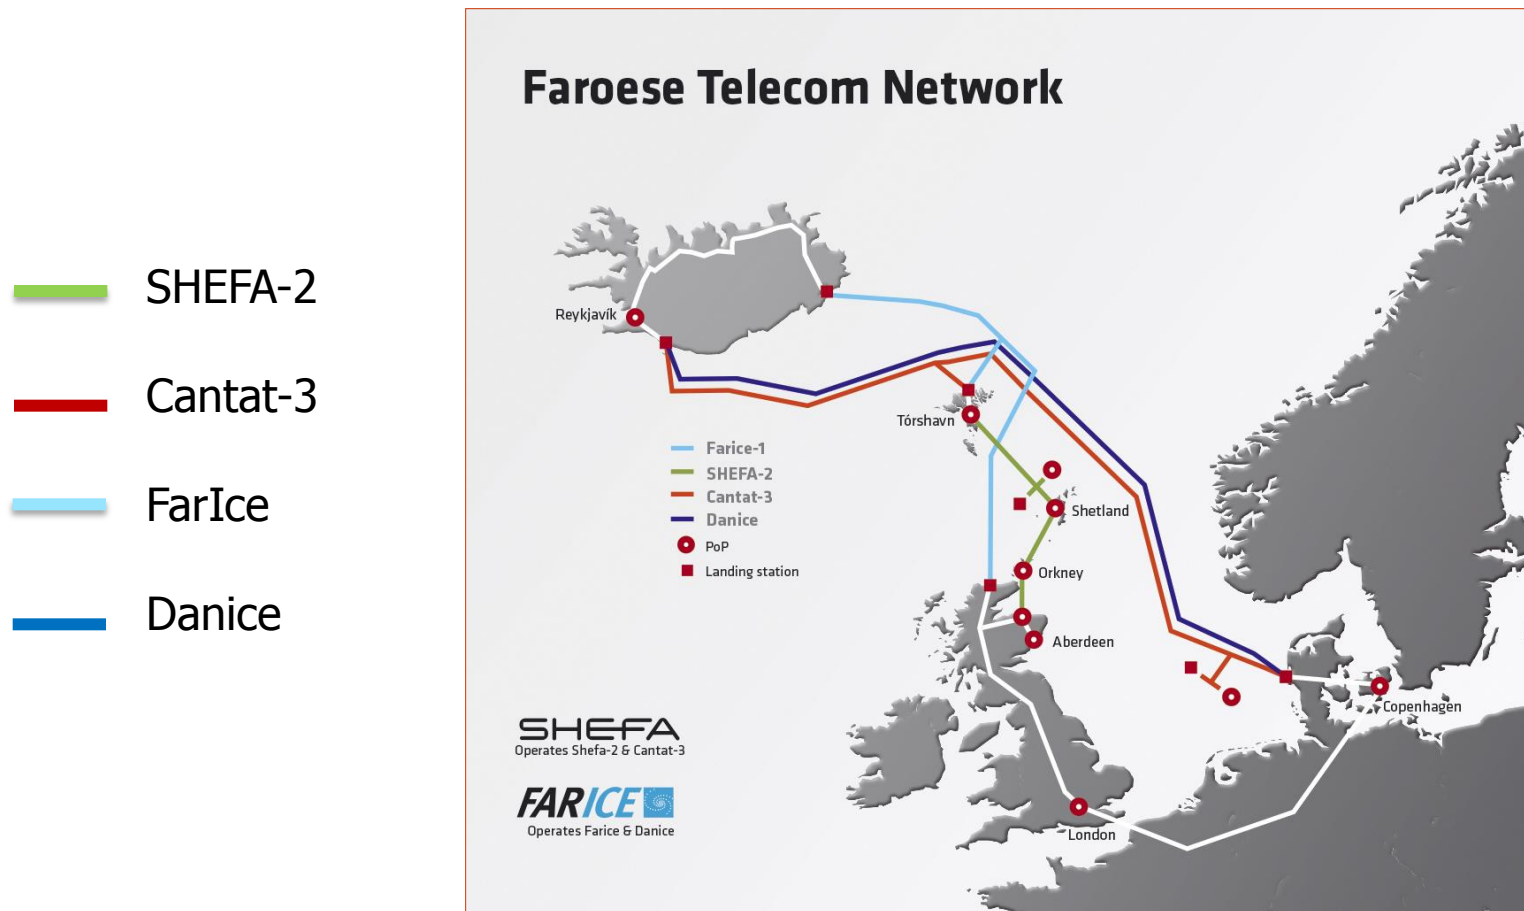 SHEFA-2
Cantat-3
FarIce
Danice
Faroese Telecom Network
Reykjavík
Tórshavn
Farice-1
SHEFA-2
Cantat-3
Danice
PoP
Landing station
Shetland
Orkney
Aberdeen
Copenhagen
London
SHEFA
Operates Shefa-2 & Cantat-3
FARICE
Operates Farice & Danice